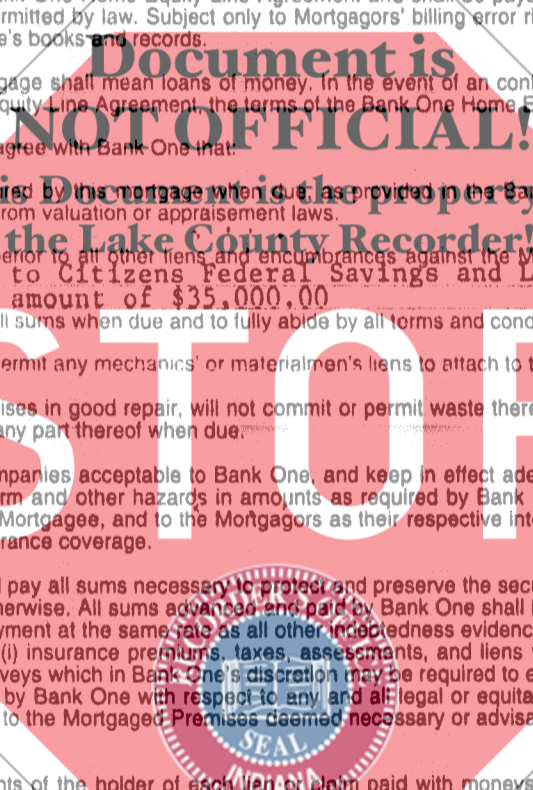 rmitted by law. Subject only to Mortgagors' billing error ri
e's books and records.
Document is
gage shall mean loans of money. In the event of an con
quity Line Agreement, the terms of the Bank One Home E
NOT OFFICIAL!
agree with Bank One that:
is Document is the property
red by this mortgage when due, as provided in the Ban
rom valuation or appraisement laws.
the Lake County Recorder!
erior to all other liens and encumbrances against the M
to Citizens Federal Savings and L
amount of $35,000.00
ll sums when due and to fully abide by all terms and cond
STOP
ermit any mechanics' or materialmen's liens to attach to t
ises in good repair, will not commit or permit waste there
any part thereof when due.
mpanies acceptable to Bank One, and keep in effect ade
rm and other hazards in amounts as required by Bank
Mortgagee, and to the Mortgagors as their respective int
rance coverage.
d pay all sums necessary to protect and preserve the secu
herwise. All sums advanced and paid by Bank One shall
yment at the same rate as all other indebtedness evidenc
(i) insurance premiums, taxes, assessments, and liens
veys which in Bank One's discretion may be required to e
by Bank One with respect to any and all legal or equita
to the Mortgaged Premises deemed necessary or advisa
RECORDER'S OFFICE
SEAL
INDIANA
nts of the holder of each lien or claim paid with moneys